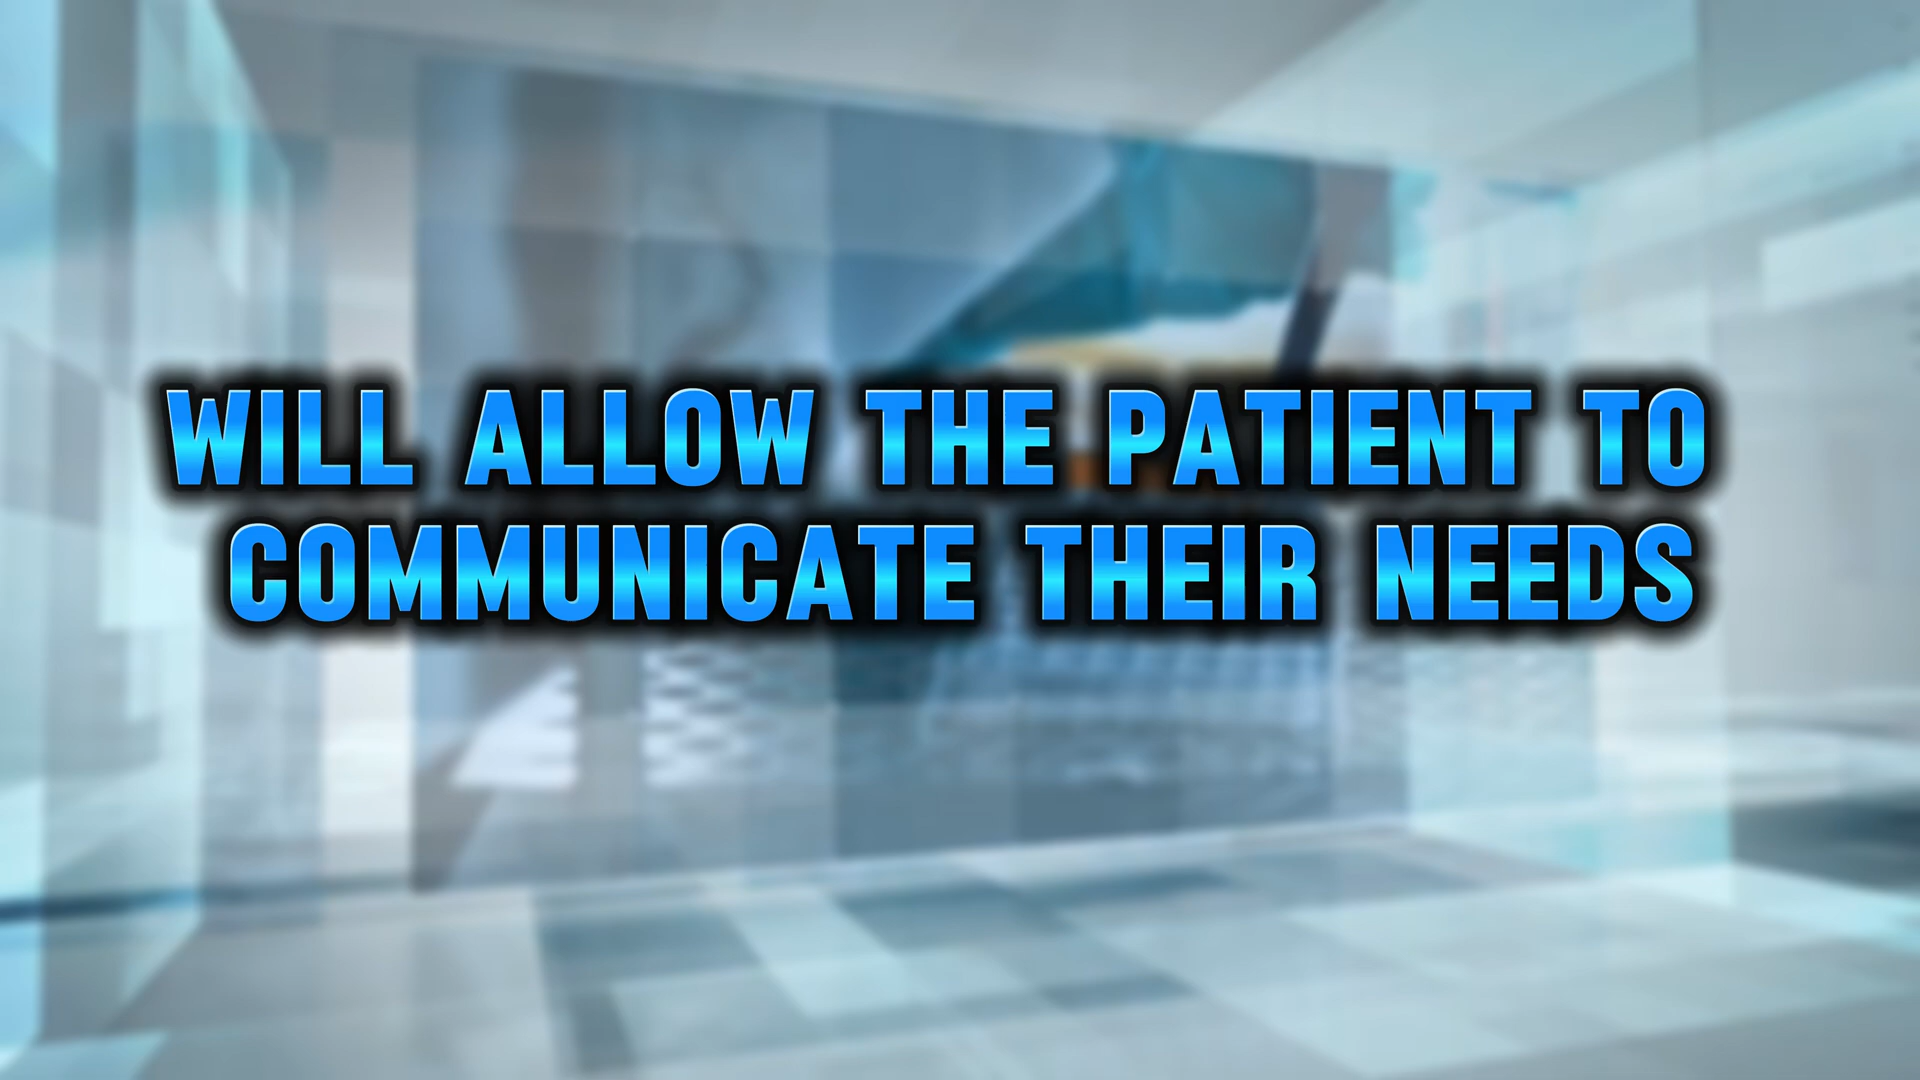 WILL ALLOW THE PATIENT TO
COMMUNICATE THEIR NEEDS